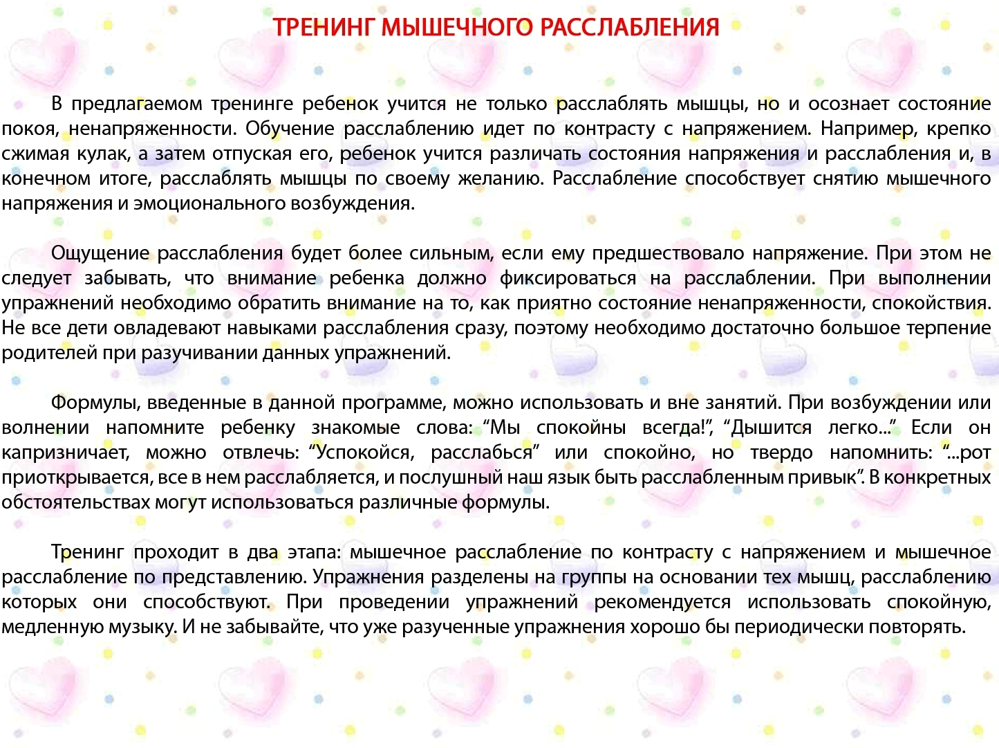 ТРЕНИНГ МЫШЕЧНОГО РАССЛАБЛЕНИЯ
В предлагаемом тренинге ребенок учится не только расслаблять мышцы, но и осознает состояние
покоя, ненапряженности. Обучение расслаблению идет по контрасту с напряжением. Например, крепко
сжимая кулак, а затем отпуская его, ребенок учится различать состояния напряжения и расслабления и, в
конечном итоге, расслаблять мышцы по своему желанию. Расслабление способствует снятию мышечного
напряжения и эмоционального возбуждения.
Ощущение расслабления будет более сильным, если ему предшествовало напряжение. При этом не
следует забывать, что внимание ребенка должно фиксироваться на расслаблении. При выполнении
упражнений необходимо обратить внимание на то, как приятно состояние ненапряженности, спокойствия.
Не все дети овладевают навыками расслабления сразу, поэтому необходимо достаточно большое терпение
родителей при разучивании данных упражнений.
Формулы, введенные в данной программе, можно использовать и вне занятий. При возбуждении или
волнении напомните ребенку знакомые слова: “Мы спокойны всегда!”, “Дышится легко...” Если он
капризничает, можно отвлечь: “Успокойся, расслабься” или спокойно, но твердо напомнить: “...рот
приоткрывается, все в нем расслабляется, и послушный наш язык быть расслабленным привык”. В конкретных
обстоятельствах могут использоваться различные формулы.
Тренинг проходит в два этапа: мышечное расслабление по контрасту с напряжением и мышечное
расслабление по представлению. Упражнения разделены на группы на основании тех мышц, расслаблению
которых они способствуют. При проведении упражнений рекомендуется использовать спокойную,
медленную музыку. И не забывайте, что уже разученные упражнения хорошо бы периодически повторять.